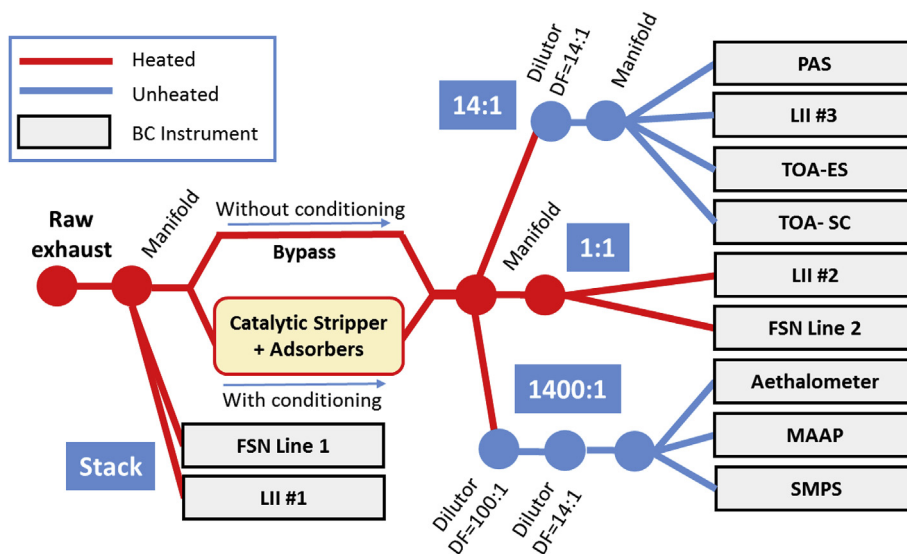 Heated
Unheated
BC Instrument
Raw
exhaust
Manifold
Without conditioning
Bypass
Catalytic Stripper
+ Adsorbers
With conditioning
Stack
FSN Line 1
LII #1
14:1
Dilutor
DF=14:1
Manifold
Manifold
1:1
1400:1
Dilutor
DF=100:1
Dilutor
DF=14:1
PAS
LII #3
TOA-ES
TOA- SC
LII #2
FSN Line 2
Aethalometer
MAAP
SMPS